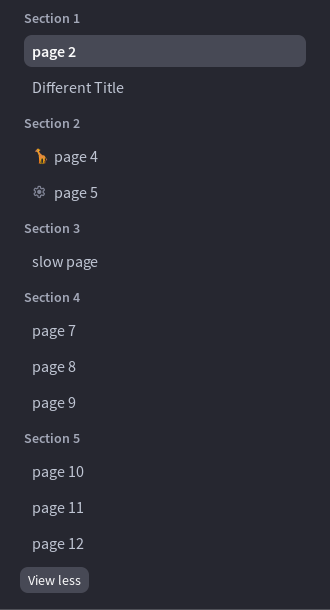 Section 1
page 2
Different Title
Section 2
page 4
page 5
Section 3
slow page
Section 4
page 7
page 8
page 9
Section 5
page 10
page 11
page 12
View less